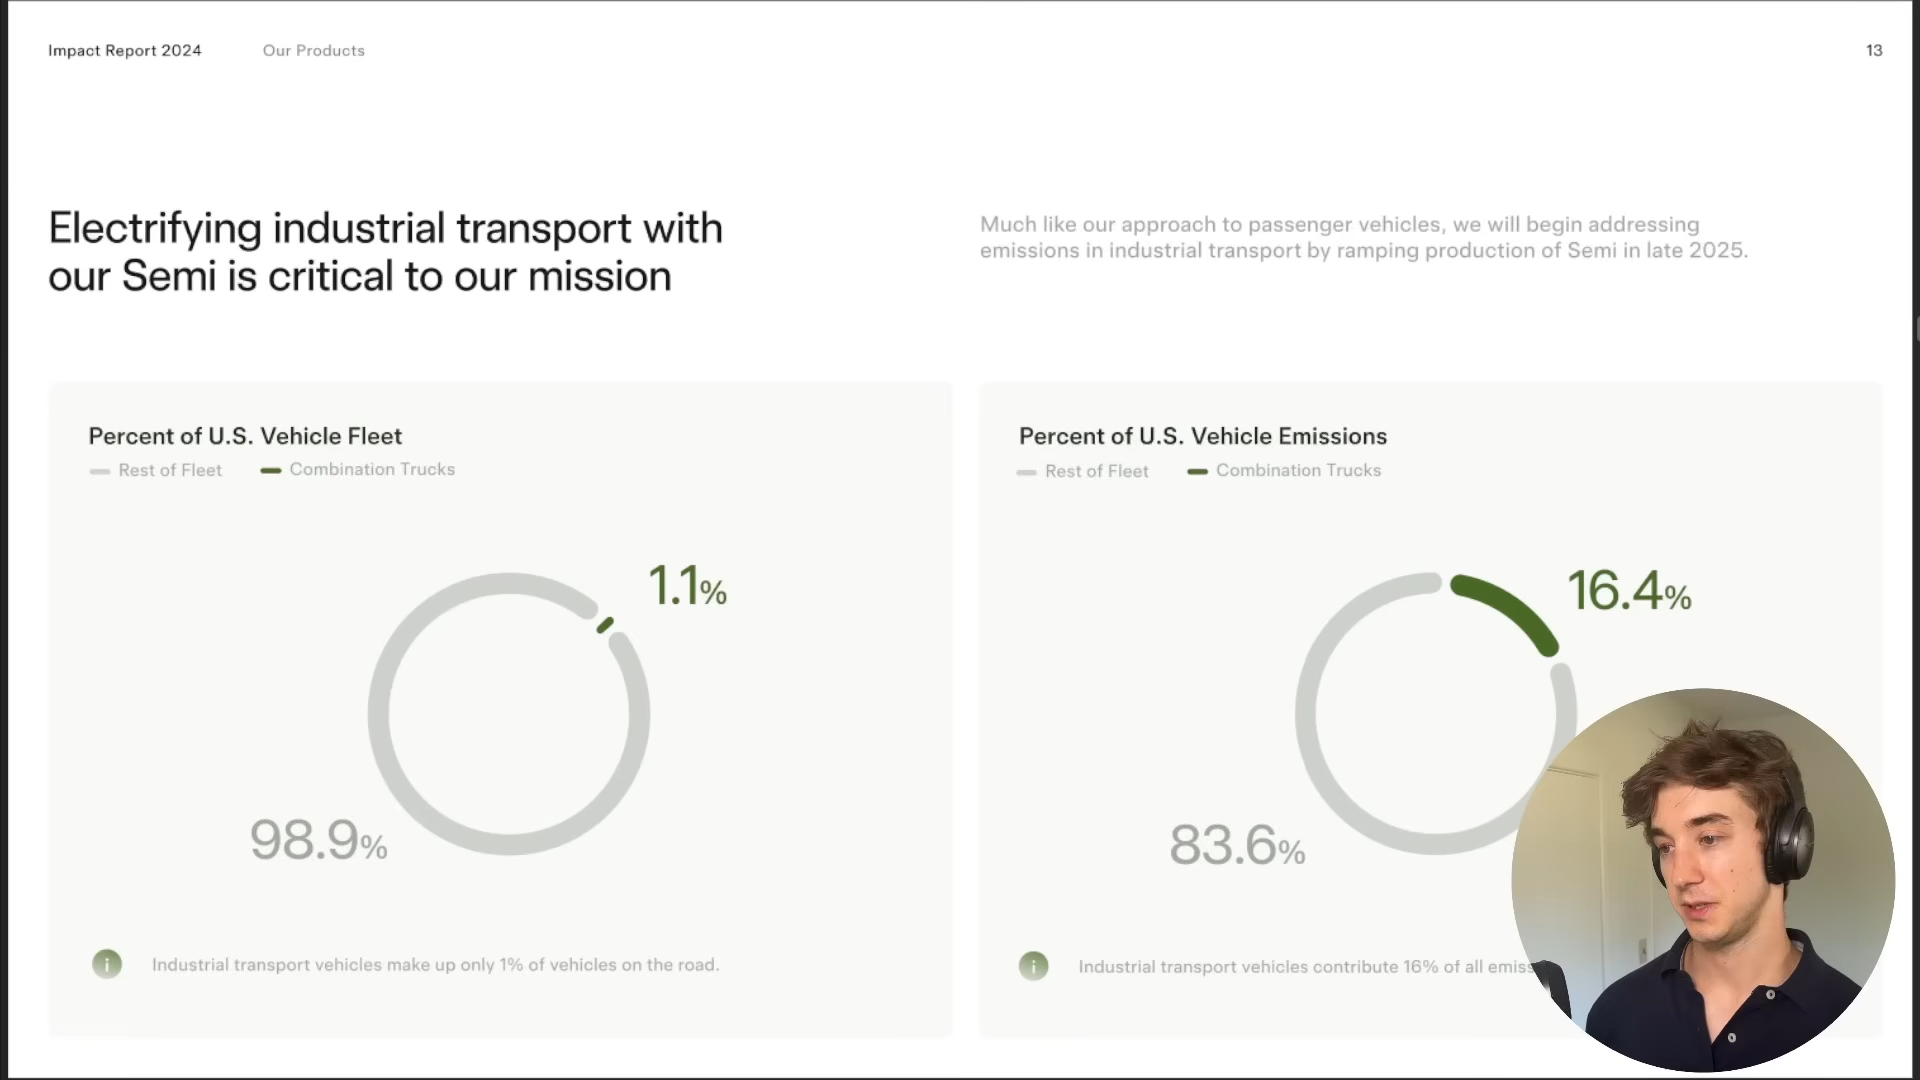 Impact Report 2024 Our Products 13
Electrifying industrial transport with
our Semi is critical to our mission
Much like our approach to passenger vehicles, we will begin addressing
emissions in industrial transport by ramping production of Semi in late 2025.
Percent of U.S. Vehicle Fleet
Rest of Fleet Combination Trucks
1.1%
98.9%
Industrial transport vehicles make up only 1% of vehicles on the road.
Percent of U.S. Vehicle Emissions
Rest of Fleet Combination Trucks
16.4%
83.6%
Industrial transport vehicles contribute 16% of all